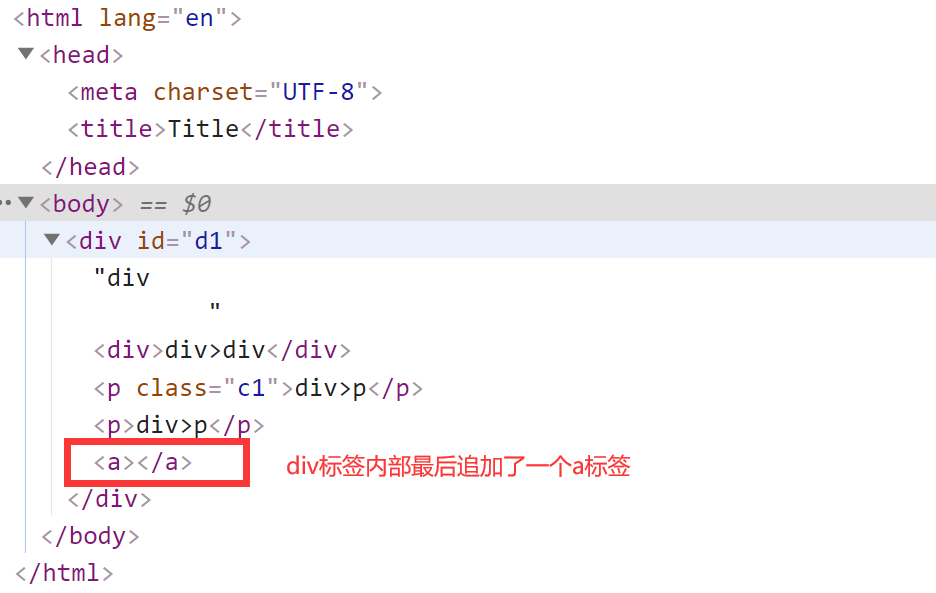 <html lang="en">
<head>
<meta charset="UTF-8">
<title>Title</title>
</head>
<body> == $0
<div id="d1">
"div
"
<div>div>div</div>
<p class="c1">div>p</p>
<p>div>p</p>
<a></a> div标签内部最后追加了一个a标签
</div>
</body>
</html>